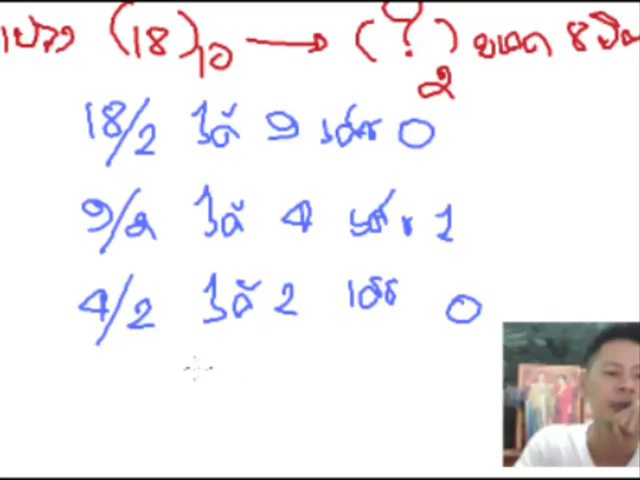 แปลง (18)10 → (?)2 ขนาด 8 บิต
18/2 ได้ 9 เศษ 0
9/2 ได้ 4 เศษ 1
4/2 ได้ 2 เศษ 0